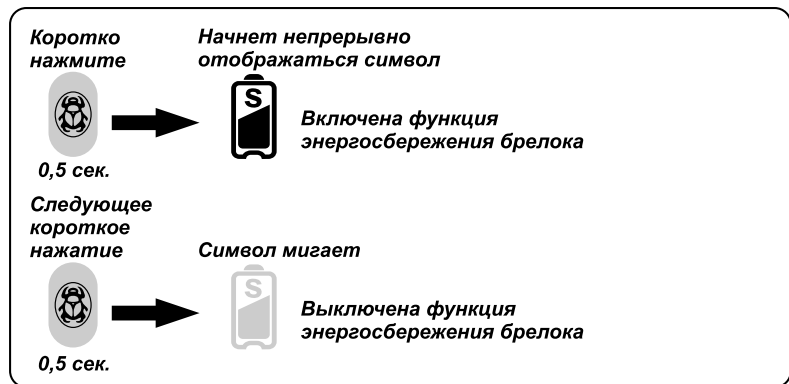 Коротко
нажмите
Начнет непрерывно
отображаться символ
S
Включена функция
энергосбережения брелока
0,5 сек.
Следующее
короткое
нажатие
Символ мигает
S
Выключена функция
энергосбережения брелока
0,5 сек.